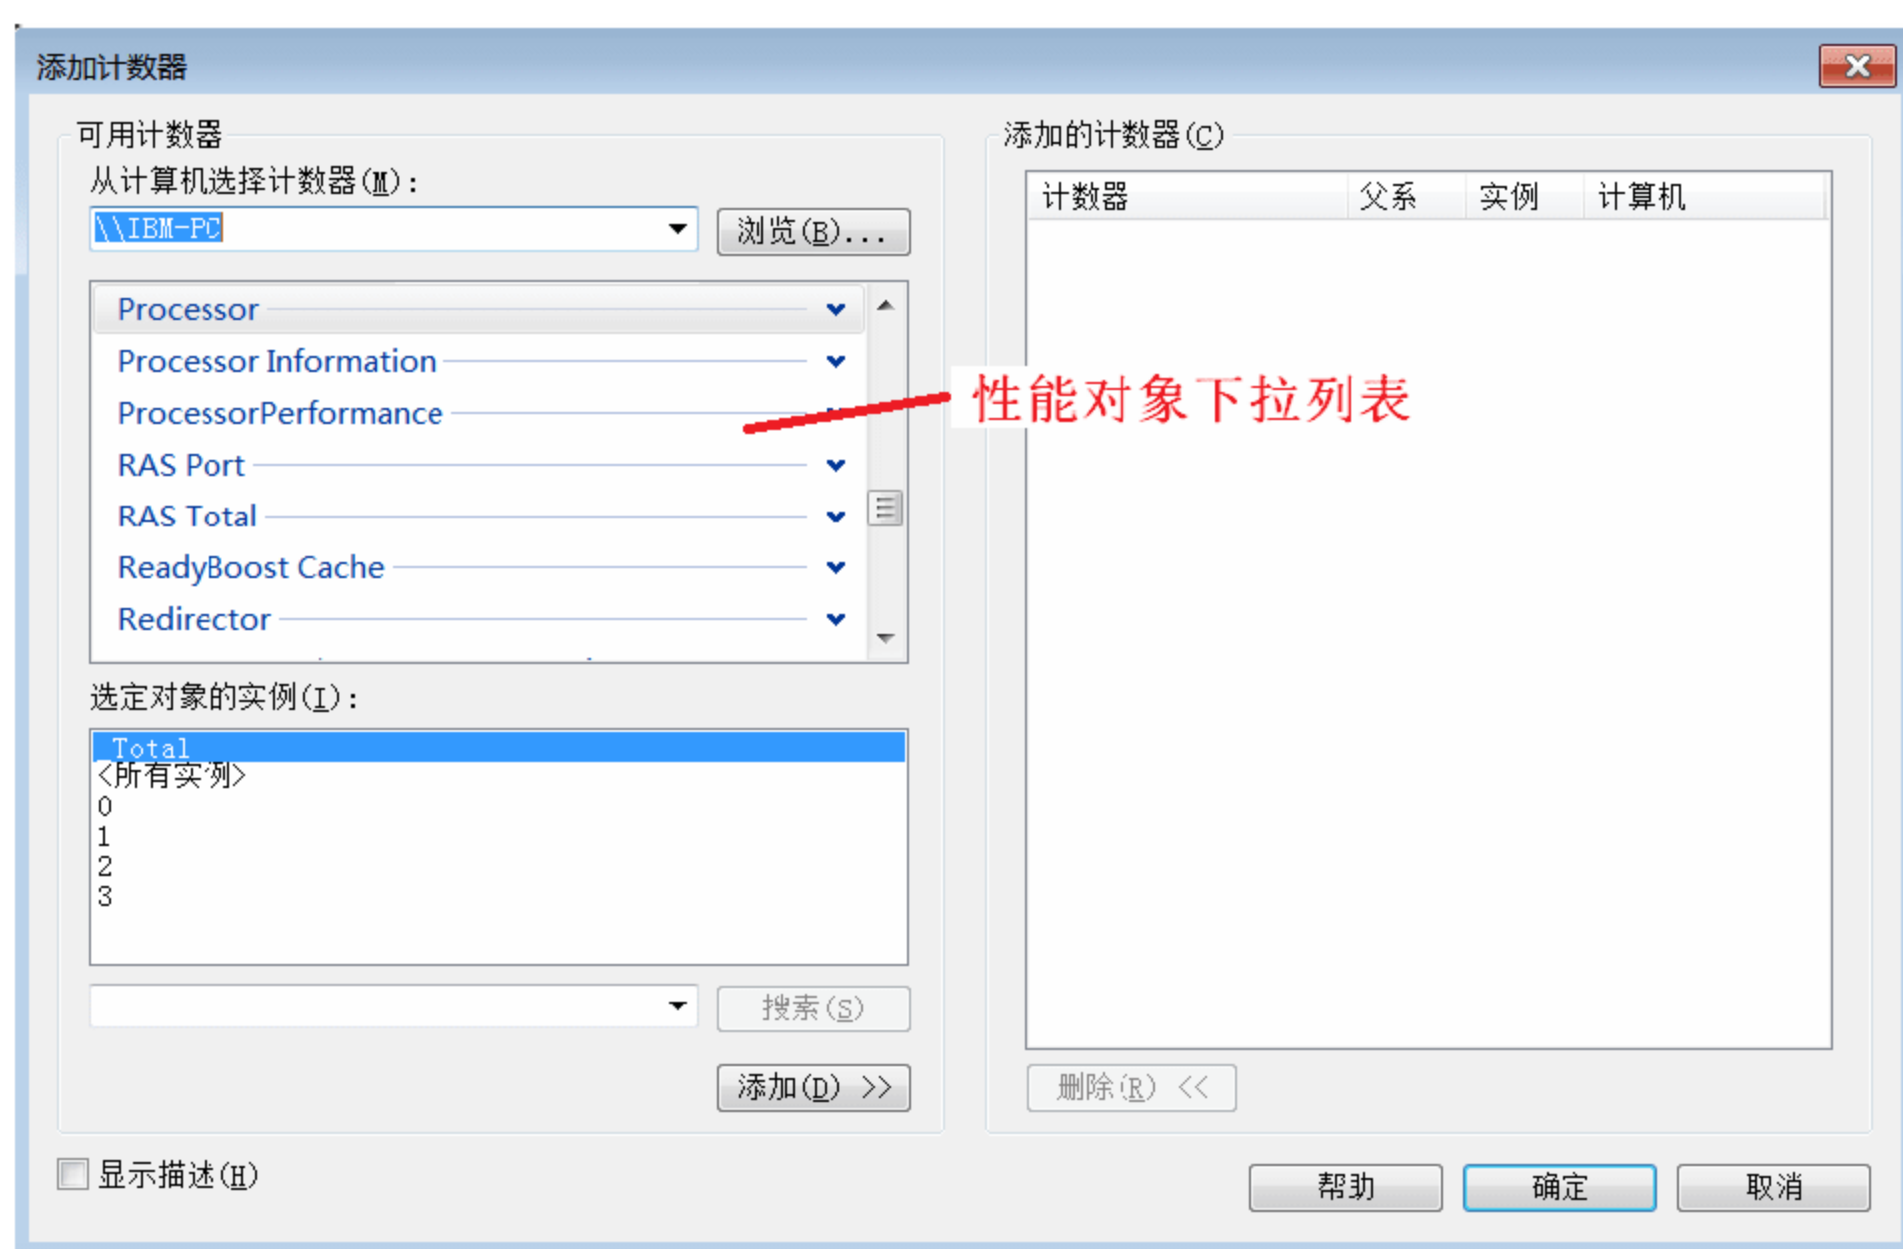 添加计数器
可用计数器
从计算机选择计数器(M):
\\IBM-PC
浏览(B)...
Processor
Processor Information
ProcessorPerformance
RAS Port
RAS Total
ReadyBoost Cache
Redirector
性能对象下拉列表
选定对象的实例(I):
_Total
<所有实例>
0
1
2
3
搜索(S)
添加(D) >>
添加的计数器(C)
计数器 父系 实例 计算机
删除(R) <<
显示描述(H)
帮助
确定
取消